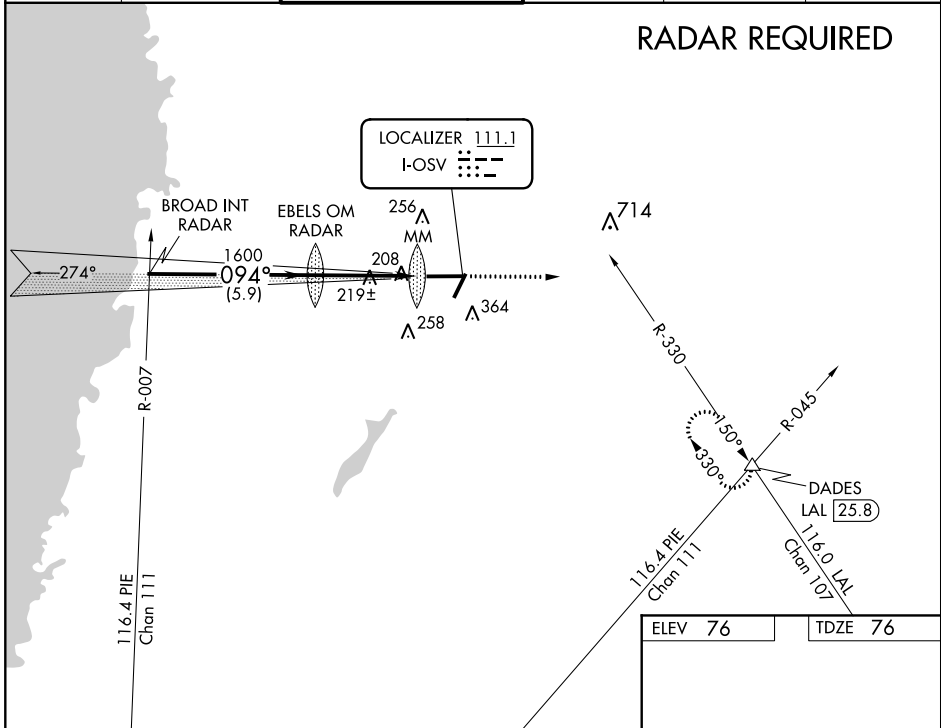 RADAR REQUIRED
LOCALIZER 111.1
I-OSV
BROAD INT
RADAR
EBELS OM
RADAR
256
MM
714
1600
274°
094°
(5.9)
208
219±
364
258
R-007
R-330
R-045
150°
330°
DADES
LAL 25.8
116.4 PIE
Chan 111
116.4 PIE
Chan 111
116.0 LAL
Chan 107
ELEV 76
TDZE 76